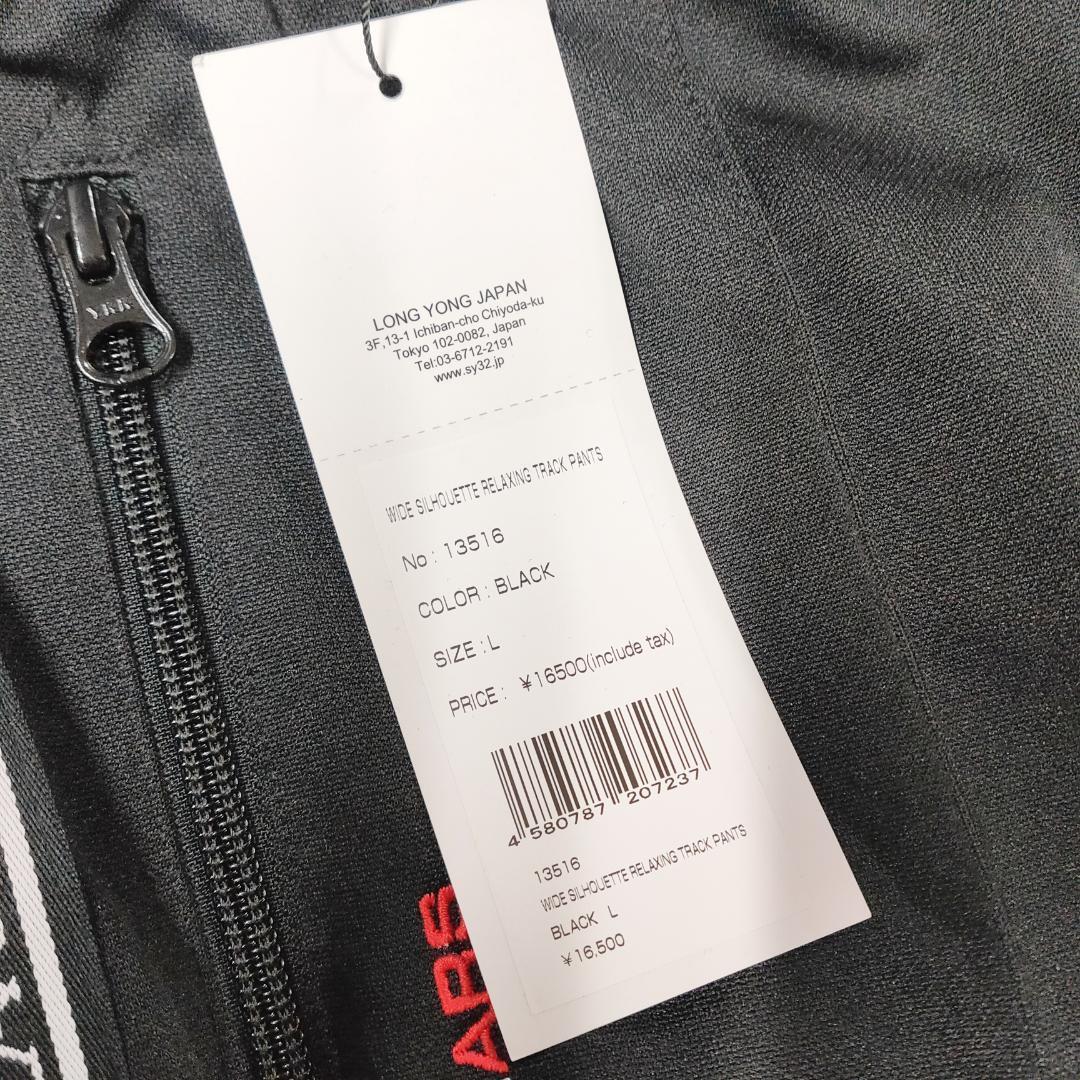 YKK
LONG YONG JAPAN
3F,13-1 Ichiban-cho Chiyoda-ku
Tokyo 102-0082, Japan
Tel:03-6712-2191
www.sy32.jp
WIDE SILHOUETTE RELAXING TRACK PANTS
No : 13516
COLOR : BLACK
SIZE : L
PRICE : ¥16500(include tax)
4 580787 207237
13516
WIDE SILHOUETTE RELAXING TRACK PANTS
BLACK L
¥16,500